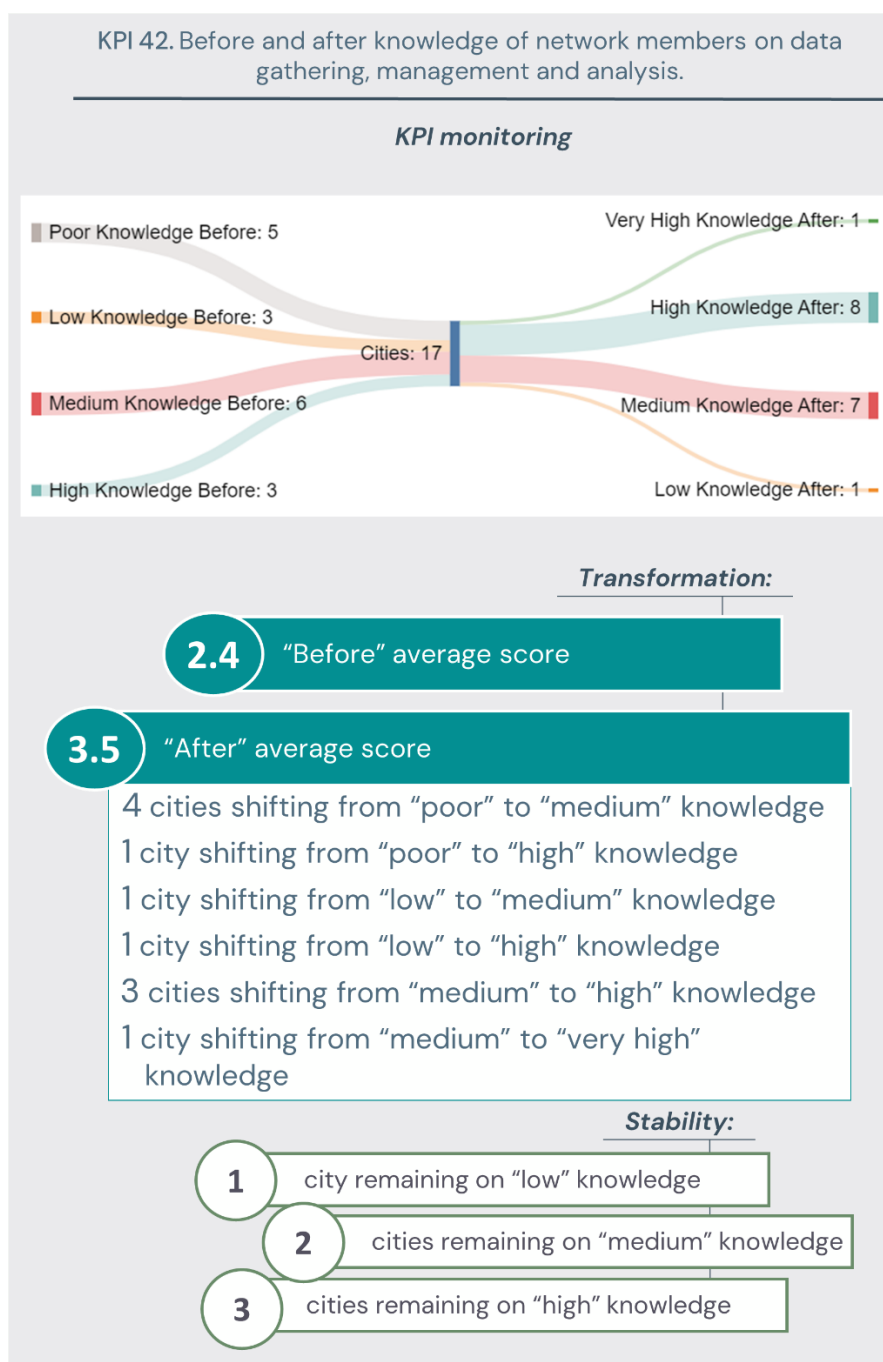 KPI 42. Before and after knowledge of network members on data
gathering, management and analysis.
KPI monitoring
Poor Knowledge Before: 5
Low Knowledge Before: 3
Medium Knowledge Before: 6
High Knowledge Before: 3
Cities: 17
Very High Knowledge After: 1
High Knowledge After: 8
Medium Knowledge After: 7
Low Knowledge After: 1
Transformation:
2.4 “Before” average score
3.5 “After” average score
4 cities shifting from “poor” to “medium” knowledge
1 city shifting from “poor” to “high” knowledge
1 city shifting from “low” to “medium” knowledge
1 city shifting from “low” to “high” knowledge
3 cities shifting from “medium” to “high” knowledge
1 city shifting from “medium” to “very high”
knowledge
Stability:
1 city remaining on “low” knowledge
2 cities remaining on “medium” knowledge
3 cities remaining on “high” knowledge